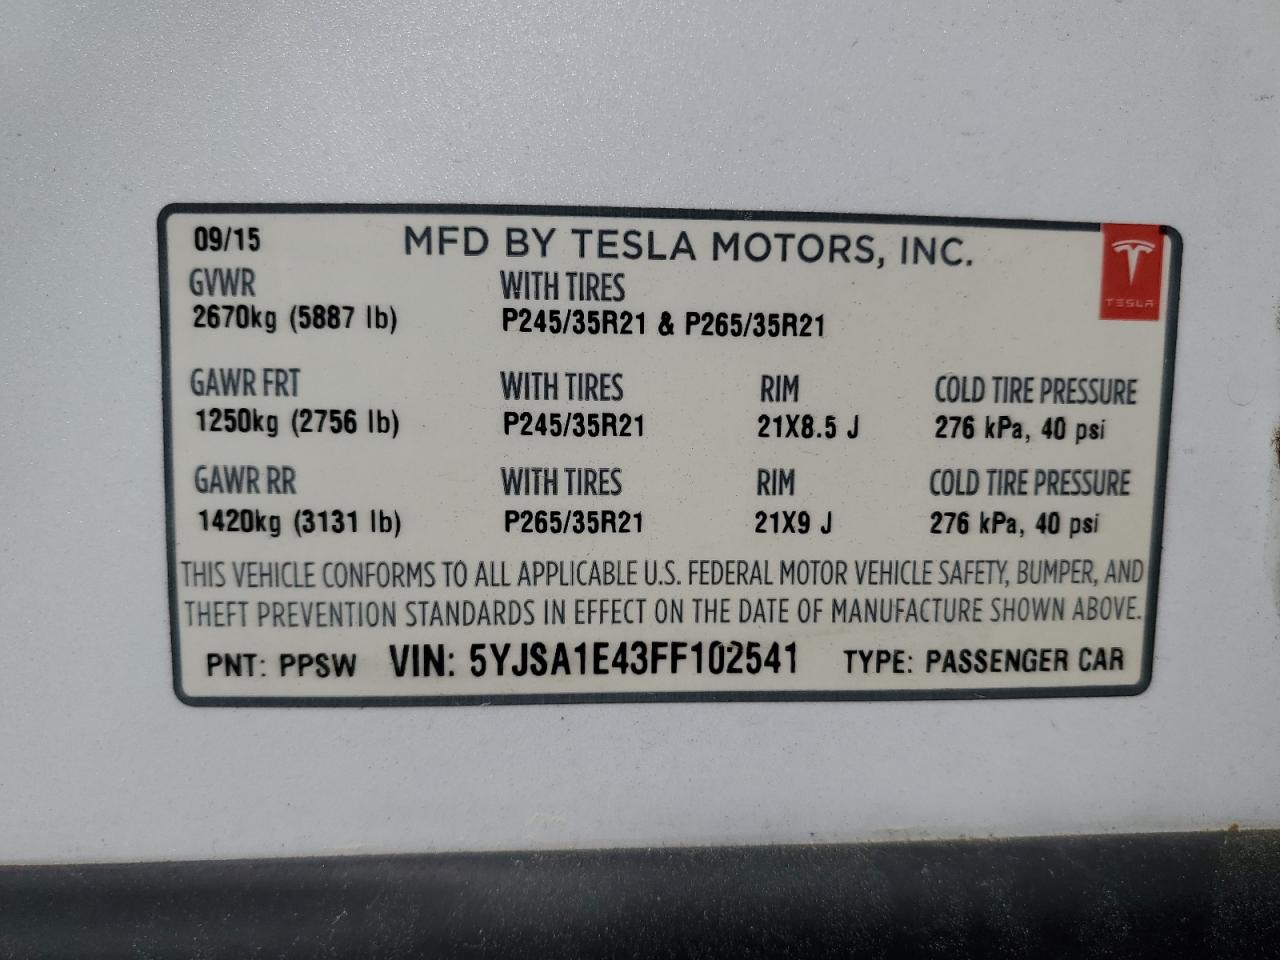 09/15 MFD BY TESLA MOTORS, INC.
TESLA
GVWR WITH TIRES
2670kg (5887 lb) P245/35R21 & P265/35R21
GAWR FRT WITH TIRES RIM COLD TIRE PRESSURE
1250kg (2756 lb) P245/35R21 21X8.5 J 276 kPa, 40 psi
GAWR RR WITH TIRES RIM COLD TIRE PRESSURE
1420kg (3131 lb) P265/35R21 21X9 J 276 kPa, 40 psi
THIS VEHICLE CONFORMS TO ALL APPLICABLE U.S. FEDERAL MOTOR VEHICLE SAFETY, BUMPER, AND
THEFT PREVENTION STANDARDS IN EFFECT ON THE DATE OF MANUFACTURE SHOWN ABOVE.
PNT: PPSW VIN: 5YJSA1E43FF102541 TYPE: PASSENGER CAR